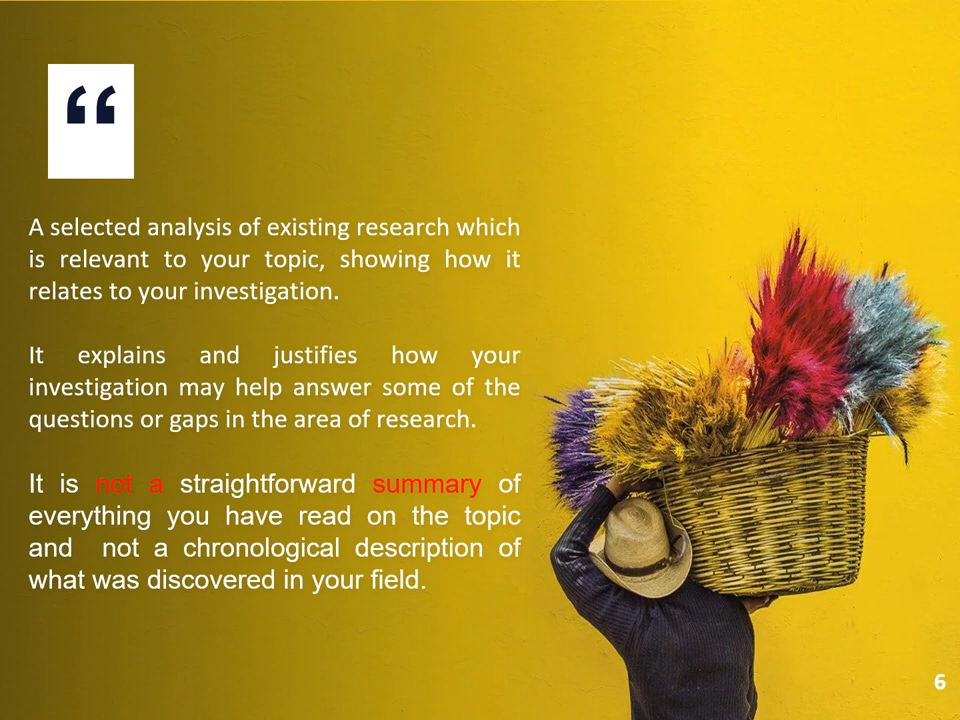 “
A selected analysis of existing research which
is relevant to your topic, showing how it
relates to your investigation.
It explains and justifies how your
investigation may help answer some of the
questions or gaps in the area of research.
It is not a straightforward summary of
everything you have read on the topic
and not a chronological description of
what was discovered in your field.
6